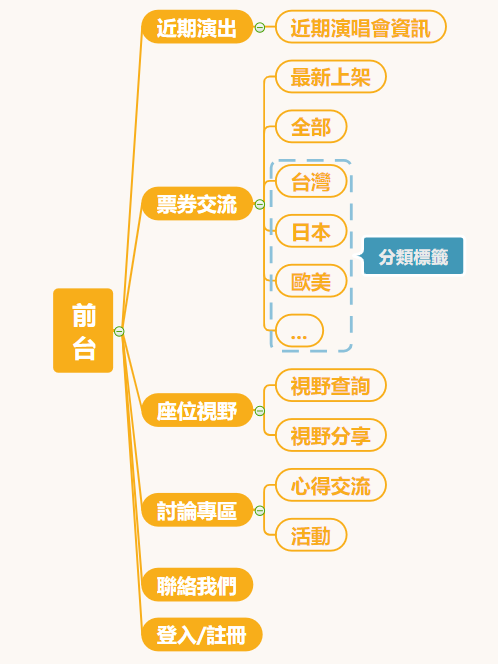 前台
近期演出
近期演唱會資訊
票券交流
最新上架
全部
台灣
日本
歐美
...
分類標籤
座位視野
視野查詢
視野分享
討論專區
心得交流
活動
聯絡我們
登入/註冊